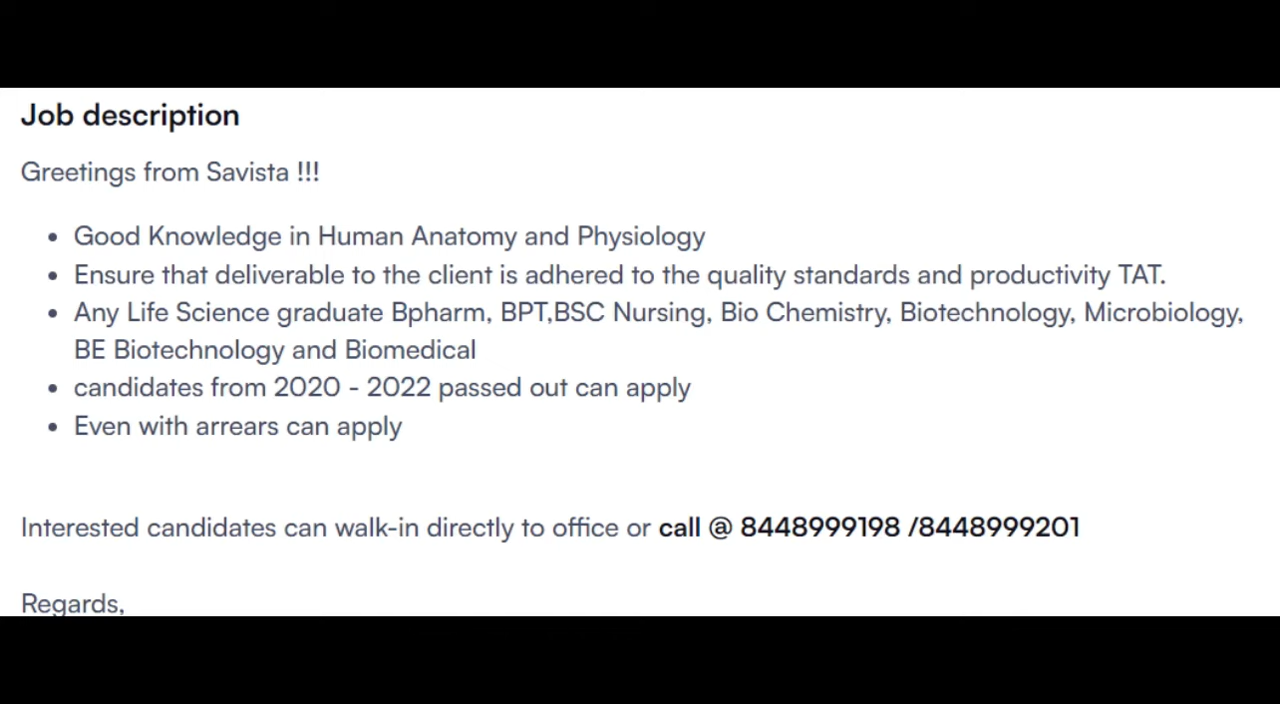 Job description
Greetings from Savista !!!
• Good Knowledge in Human Anatomy and Physiology
• Ensure that deliverable to the client is adhered to the quality standards and productivity TAT.
• Any Life Science graduate Bpharm, BPT,BSC Nursing, Bio Chemistry, Biotechnology, Microbiology,
BE Biotechnology and Biomedical
• candidates from 2020 - 2022 passed out can apply
• Even with arrears can apply
Interested candidates can walk-in directly to office or call @ 8448999198 /8448999201
Regards,